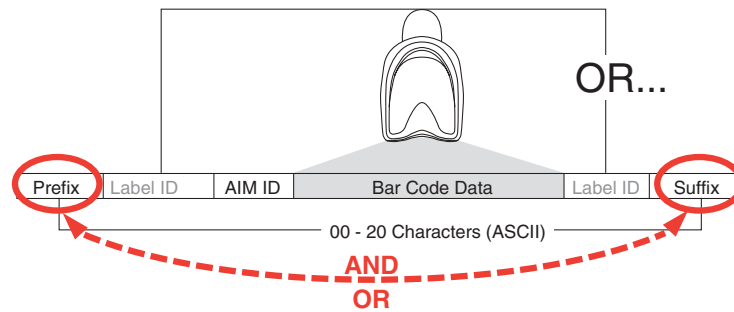 OR...
Prefix Label ID AIM ID Bar Code Data Label ID Suffix
00 - 20 Characters (ASCII)
AND
OR